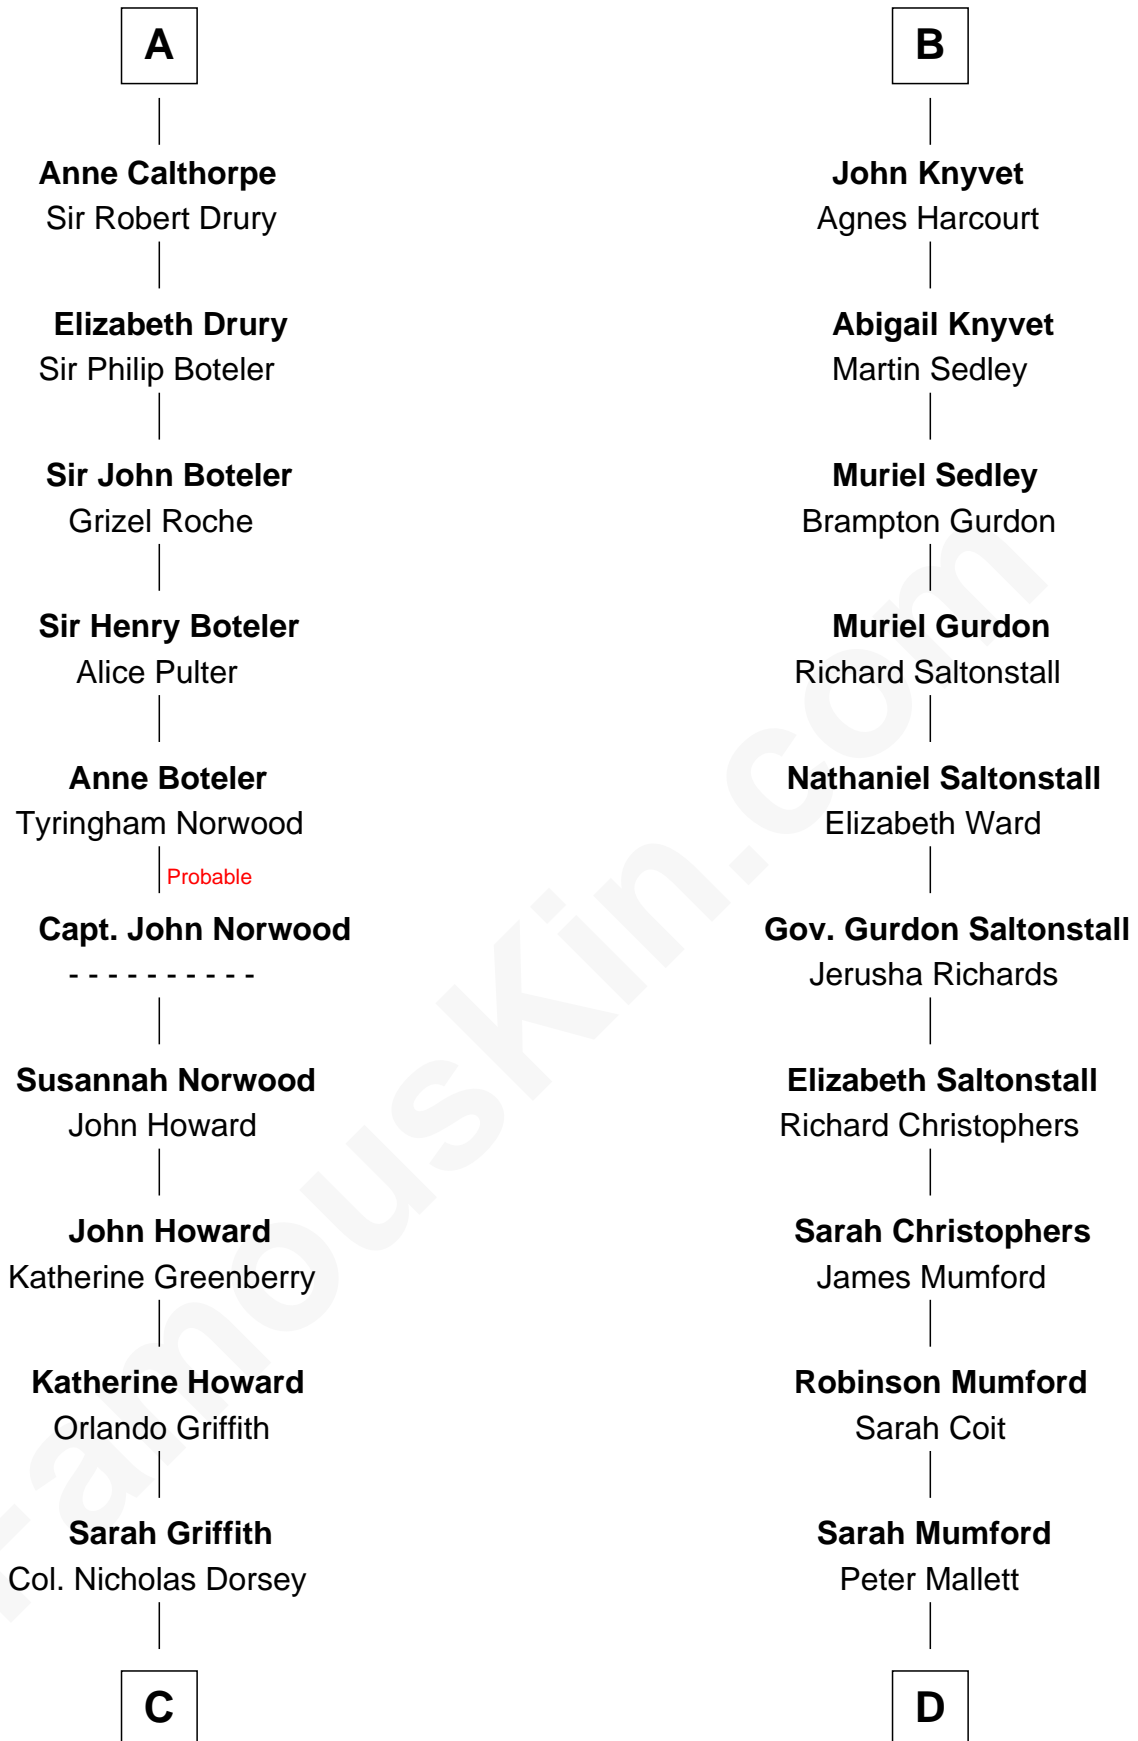 A
Anne Calthorpe
Sir Robert Drury
Elizabeth Drury
Sir Philip Boteler
Sir John Boteler
Grizel Roche
Sir Henry Boteler
Alice Pulter
Anne Boteler
Tyringham Norwood
Probable
Capt. John Norwood
- - - - - - - - - -
Susannah Norwood
John Howard
John Howard
Katherine Greenberry
Katherine Howard
Orlando Griffith
Sarah Griffith
Col. Nicholas Dorsey
C
B
John Knyvet
Agnes Harcourt
Abigail Knyvet
Martin Sedley
Muriel Sedley
Brampton Gurdon
Muriel Gurdon
Richard Saltonstall
Nathaniel Saltonstall
Elizabeth Ward
Gov. Gurdon Saltonstall
Jerusha Richards
Elizabeth Saltonstall
Richard Christophers
Sarah Christophers
James Mumford
Robinson Mumford
Sarah Coit
Sarah Mumford
Peter Mallett
D
FamousKin.com